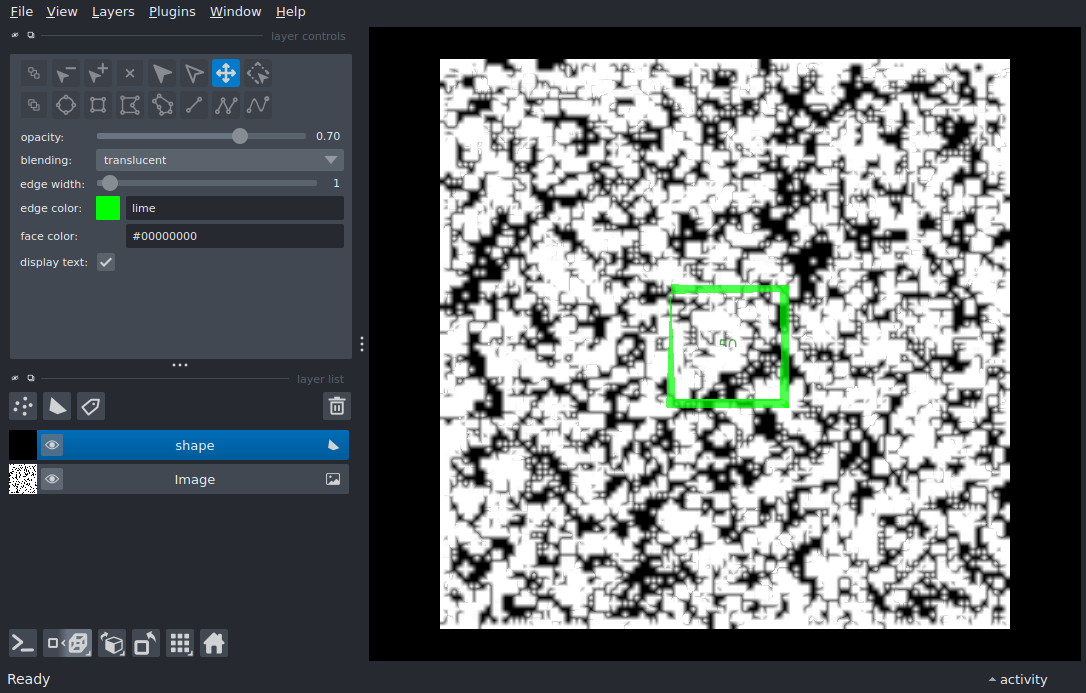 File View Layers Plugins Window Help
layer controls
opacity: 0.70
blending: translucent
edge width: 1
edge color: lime
face color: #00000000
display text:
50
layer list
shape
Image
Ready
activity